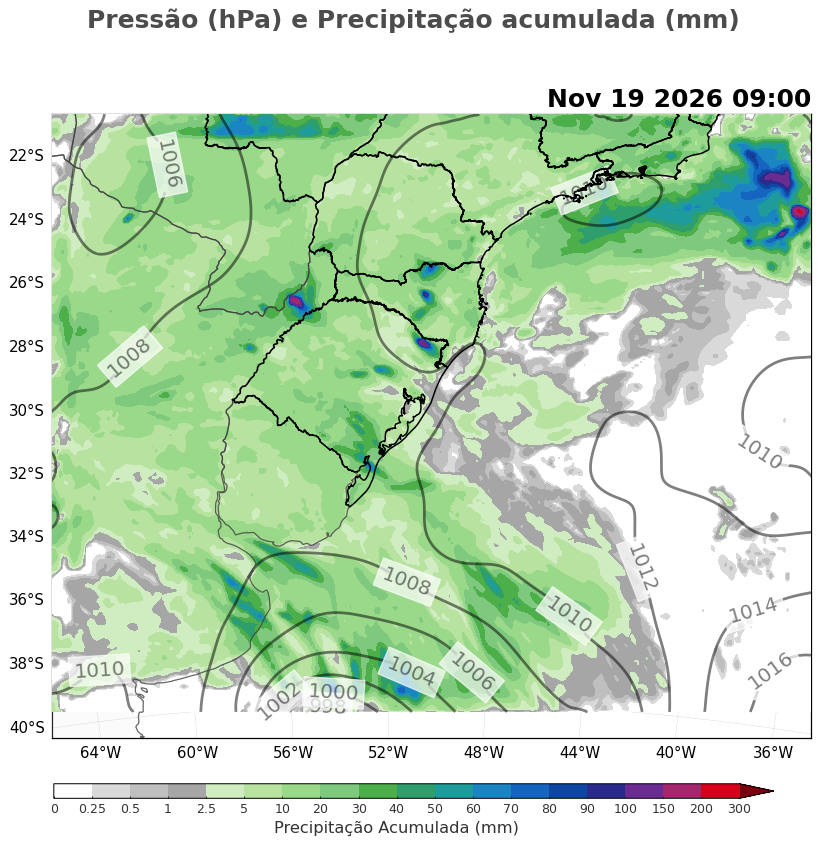 Pressão (hPa) e Precipitação acumulada (mm)
Nov 19 2026 09:00
22°S
24°S
26°S
28°S
30°S
32°S
34°S
36°S
38°S
40°S
1006
1010
1008
1010
1012
1008
1010
1014
1004
1006
1016
1010
1002
1000
998
64°W 60°W 56°W 52°W 48°W 44°W 40°W 36°W
0 0.25 0.5 1 2.5 5 10 20 30 40 50 60 70 80 90 100 150 200 300
Precipitação Acumulada (mm)